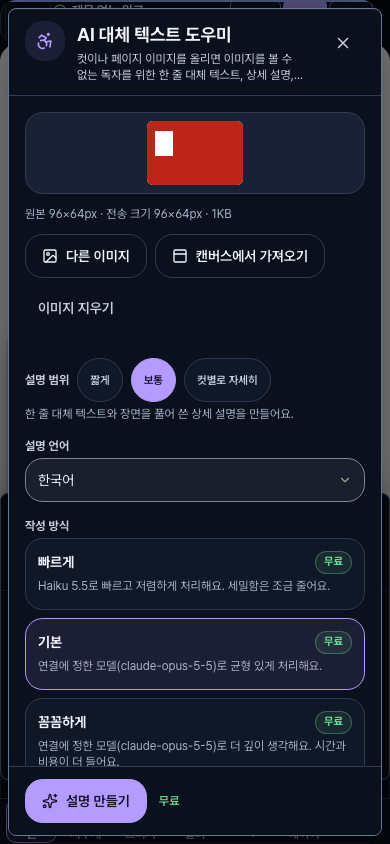 AI 대체 텍스트 도우미
컷이나 페이지 이미지를 올리면 이미지를 볼 수
없는 독자를 위한 한 줄 대체 텍스트, 상세 설명,...
원본 96×64px · 전송 크기 96×64px · 1KB
다른 이미지
캔버스에서 가져오기
이미지 지우기
설명 범위
짧게
보통
컷별로 자세히
한 줄 대체 텍스트와 장면을 풀어 쓴 상세 설명을 만들어요.
설명 언어
한국어
작성 방식
빠르게
무료
Haiku 5.5로 빠르고 저렴하게 처리해요. 세밀함은 조금 줄어요.
기본
무료
연결에 정한 모델(claude-opus-5-5)로 균형 있게 처리해요.
꼼꼼하게
무료
연결에 정한 모델(claude-opus-5-5)로 더 깊이 생각해요. 시간과
비용이 더 들어요.
설명 만들기
무료